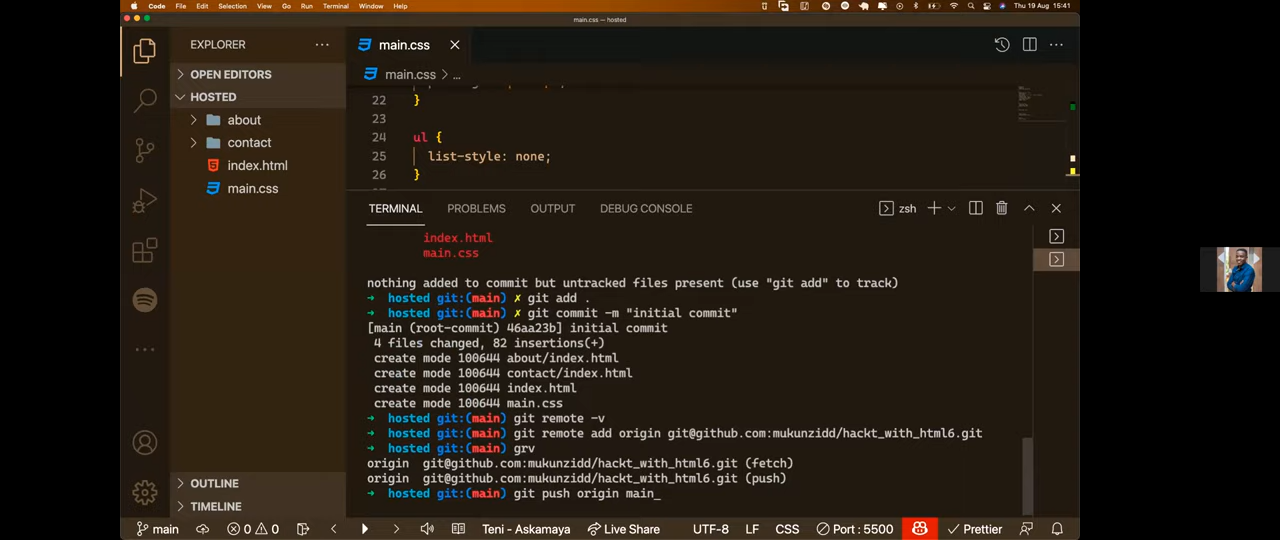 Code File Edit Selection View Go Run Terminal Window Help Thu 19 Aug 15:41
main.css — hosted
EXPLORER
main.css
OPEN EDITORS
main.css > ...
HOSTED
about
contact
index.html
main.css
22 }
23
24 ul {
25 list-style: none;
26 }
TERMINAL PROBLEMS OUTPUT DEBUG CONSOLE zsh
index.html
main.css
nothing added to commit but untracked files present (use "git add" to track)
➜ hosted git:(main) ✗ git add .
➜ hosted git:(main) ✗ git commit -m "initial commit"
[main (root-commit) 46aa23b] initial commit
4 files changed, 82 insertions(+)
create mode 100644 about/index.html
create mode 100644 contact/index.html
create mode 100644 index.html
create mode 100644 main.css
➜ hosted git:(main) git remote -v
➜ hosted git:(main) git remote add origin git@github.com:mukunzidd/hackt_with_html6.git
➜ hosted git:(main) grv
origin git@github.com:mukunzidd/hackt_with_html6.git (fetch)
origin git@github.com:mukunzidd/hackt_with_html6.git (push)
➜ hosted git:(main) git push origin main_
OUTLINE
TIMELINE
main 0 0 Teni - Askamaya Live Share UTF-8 LF CSS Port : 5500 Prettier